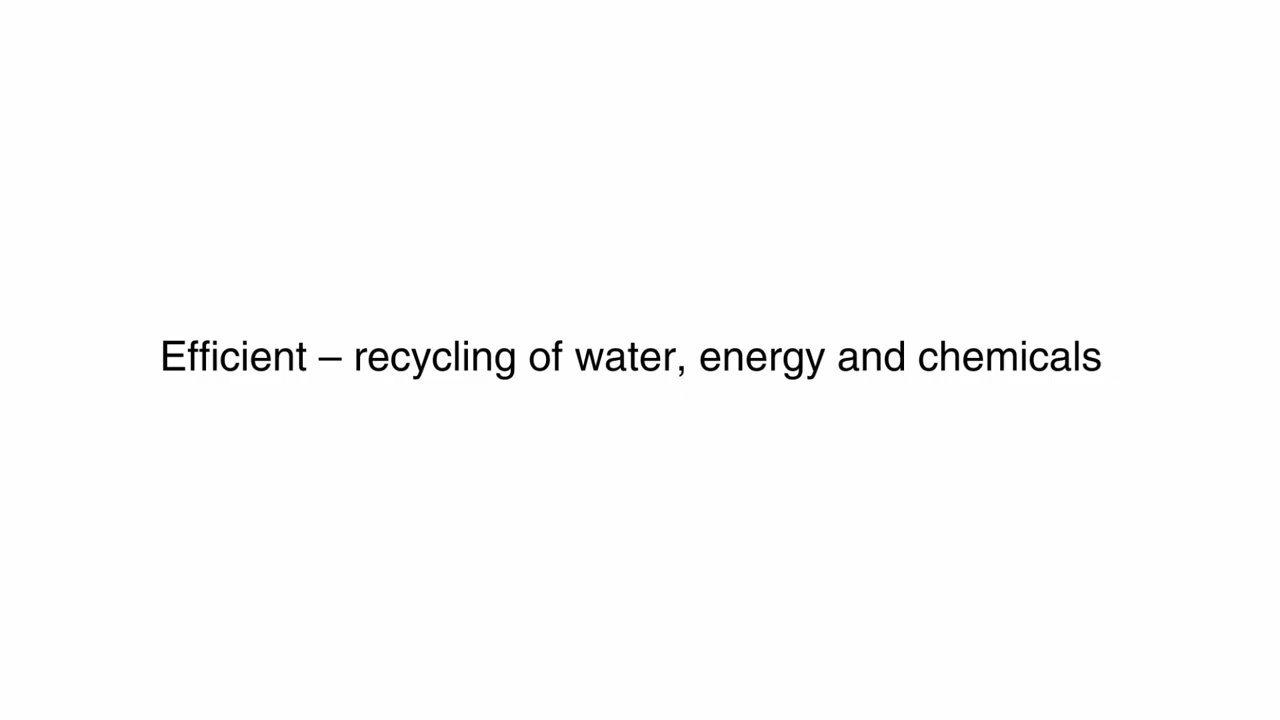 Efficient – recycling of water, energy and chemicals